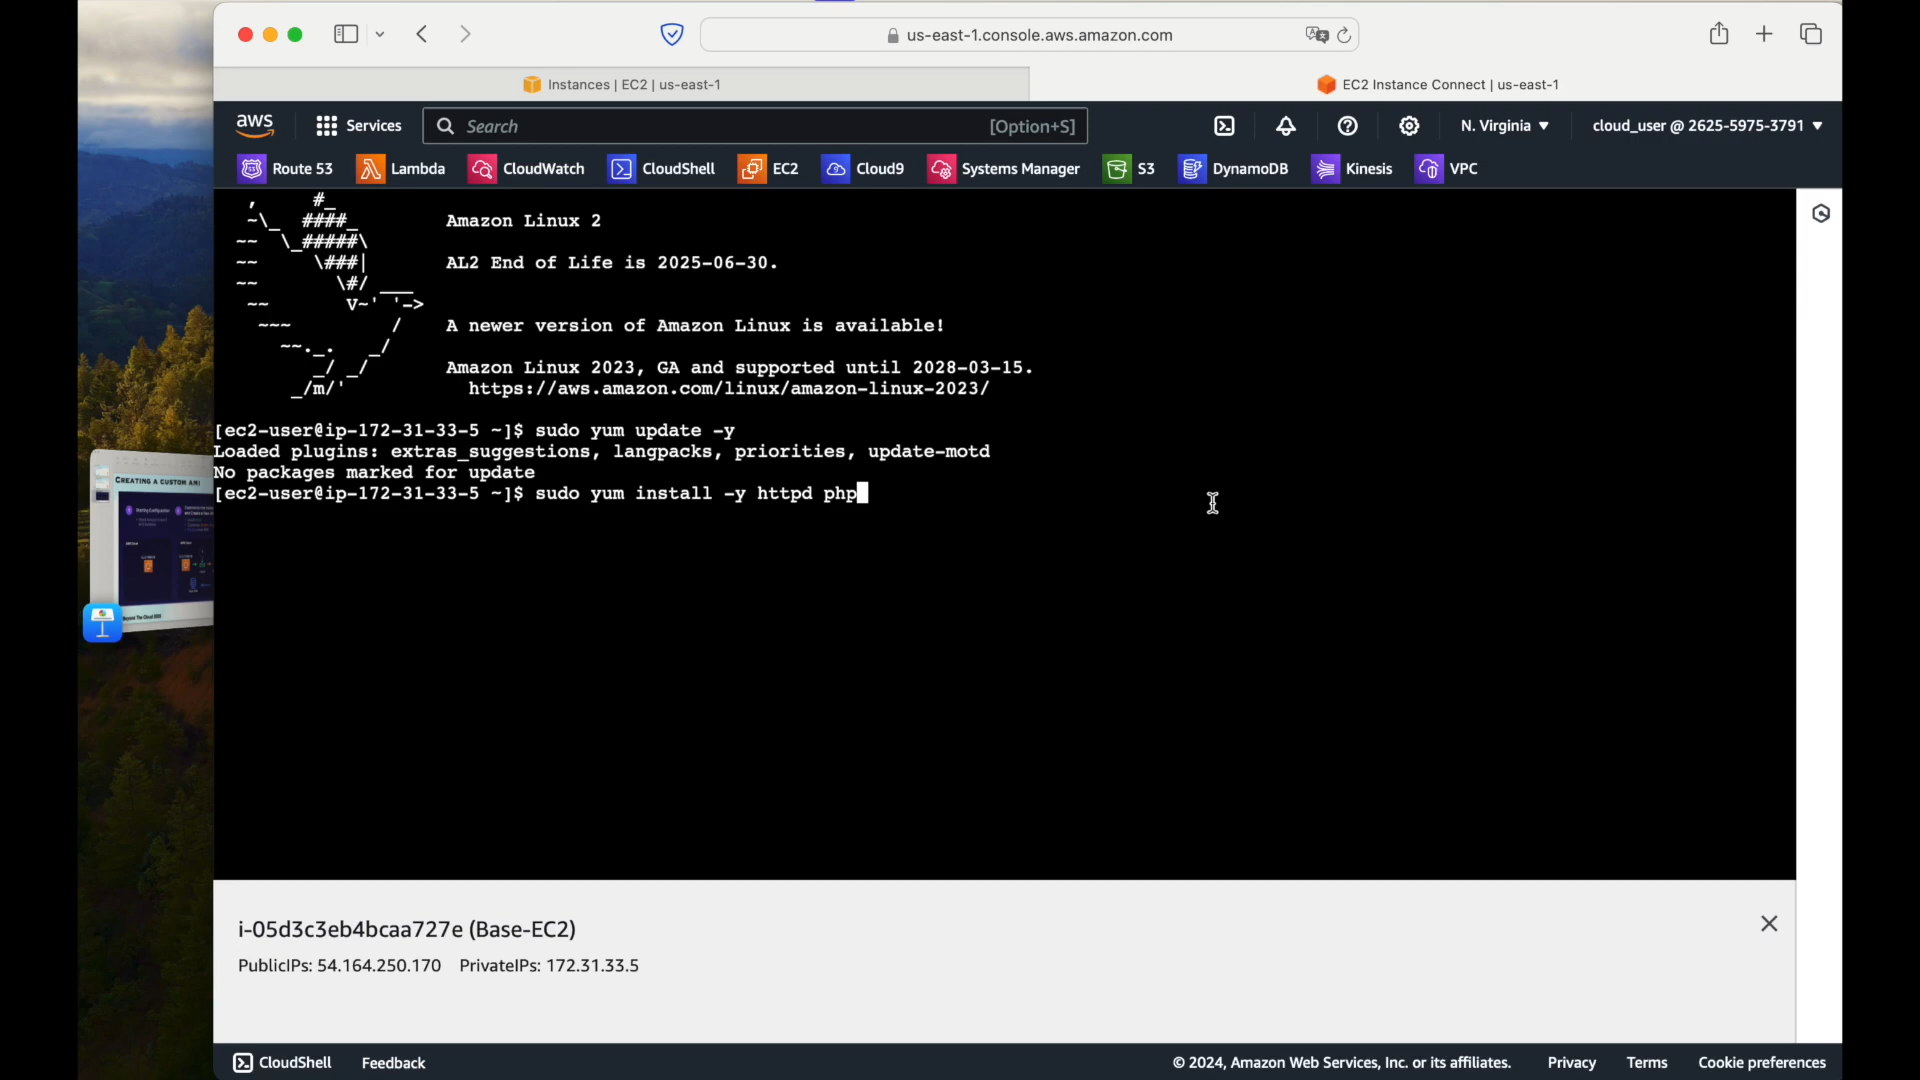 us-east-1.console.aws.amazon.com
Instances | EC2 | us-east-1
EC2 Instance Connect | us-east-1
aws
Services
Search
[Option+S]
N. Virginia
cloud_user @ 2625-5975-3791
Route 53
Lambda
CloudWatch
CloudShell
EC2
Cloud9
Systems Manager
S3
DynamoDB
Kinesis
VPC
,     #_
~\_  ####_        Amazon Linux 2
~~  \_#####\
~~     \###|       AL2 End of Life is 2025-06-30.
~~       \#/ ___
~~       V~' '->
~~~         /    A newer version of Amazon Linux is available!
~~._.   _/
_/ _/       Amazon Linux 2023, GA and supported until 2028-03-15.
_/m/'           https://aws.amazon.com/linux/amazon-linux-2023/
[ec2-user@ip-172-31-33-5 ~]$ sudo yum update -y
Loaded plugins: extras_suggestions, langpacks, priorities, update-motd
No packages marked for update
[ec2-user@ip-172-31-33-5 ~]$ sudo yum install -y httpd php
CREATING A CUSTOM AMI
i-05d3c3eb4bcaa727e (Base-EC2)
PublicIPs: 54.164.250.170 PrivateIPs: 172.31.33.5
CloudShell
Feedback
© 2024, Amazon Web Services, Inc. or its affiliates.
Privacy
Terms
Cookie preferences